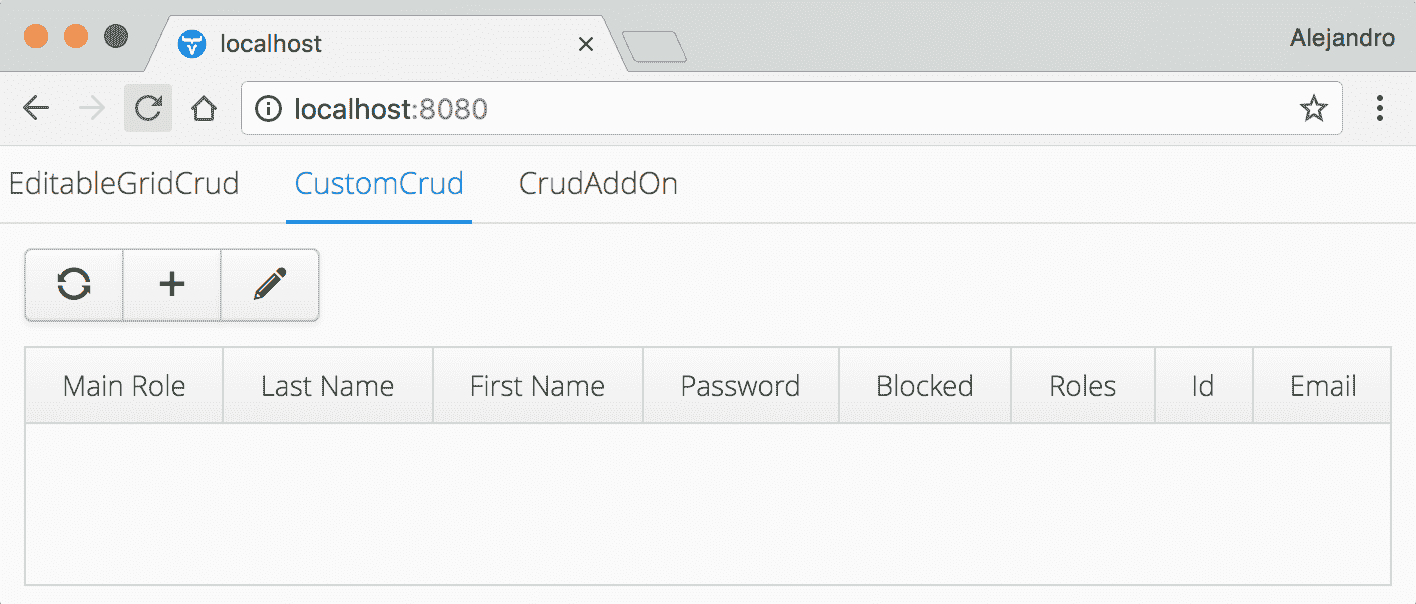 localhost
Alejandro
localhost:8080
EditableGridCrud CustomCrud CrudAddOn
Main Role Last Name First Name Password Blocked Roles Id Email